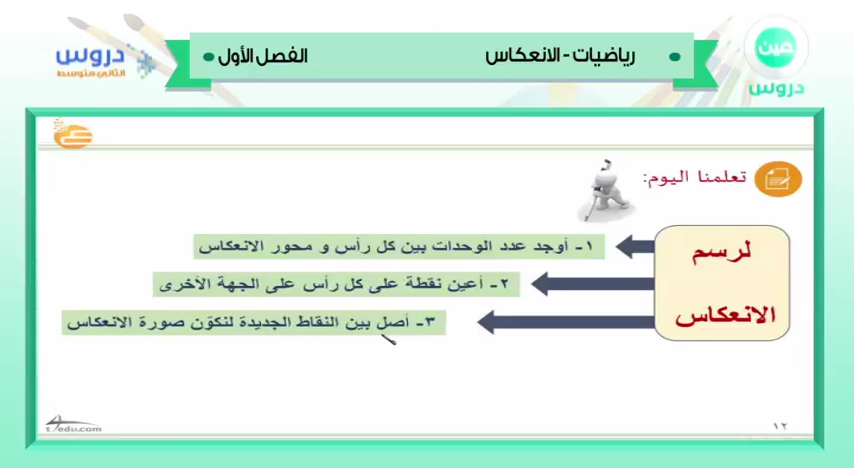 عين
دروس
رياضيات - الانعكاس
الفصل الأول
دروس
الثاني متوسط
تعلمنا اليوم:
لرسم
الانعكاس
١- أوجد عدد الوحدات بين كل رأس و محور الانعكاس
٢- أعين نقطة على كل رأس على الجهة الأخرى
٣- أصل بين النقاط الجديدة لنكوّن صورة الانعكاس
t4edu.com
١٢